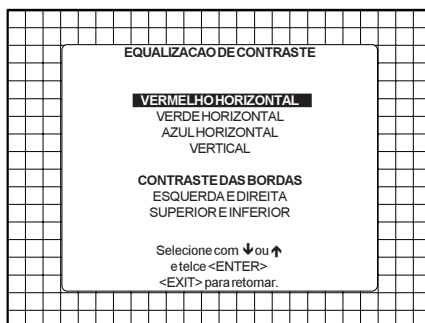 EQUALIZACAO DE CONTRASTE
VERMELHO HORIZONTAL
VERDE HORIZONTAL
AZUL HORIZONTAL
VERTICAL
CONTRASTE DAS BORDAS
ESQUERDA E DIREITA
SUPERIOR E INFERIOR
Selecione com ↓ ou ↑
e telce <ENTER>
<EXIT> para retornar.